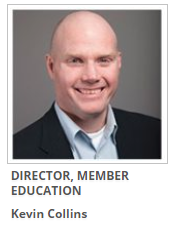 DIRECTOR, MEMBER
EDUCATION
Kevin Collins